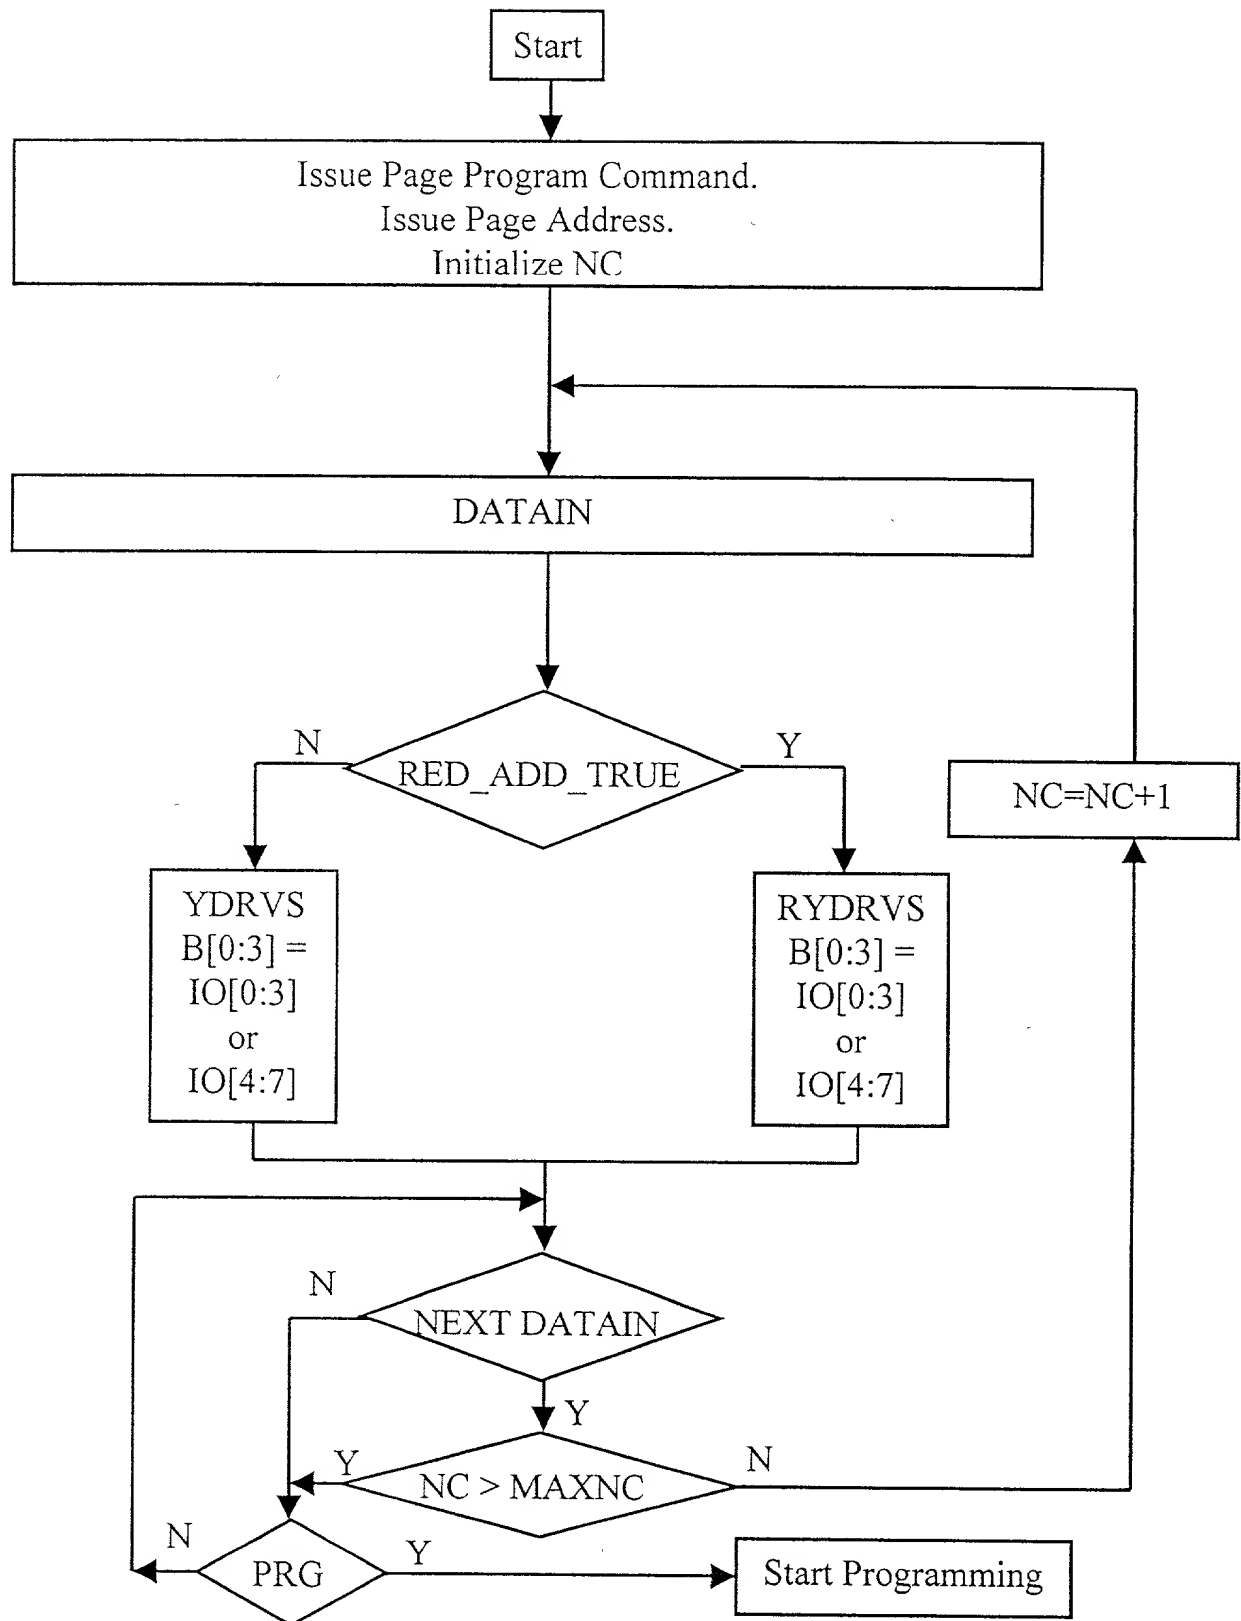 Start
Issue Page Program Command.
Issue Page Address.
Initialize NC
DATAIN
N
Y
RED_ADD_TRUE
NC=NC+1
YDRVS
B[0:3] =
IO[0:3]
or
IO[4:7]
RYDRVS
B[0:3] =
IO[0:3]
or
IO[4:7]
N
NEXT DATAIN
Y
Y
NC > MAXNC
N
N
PRG
Y
Start Programming